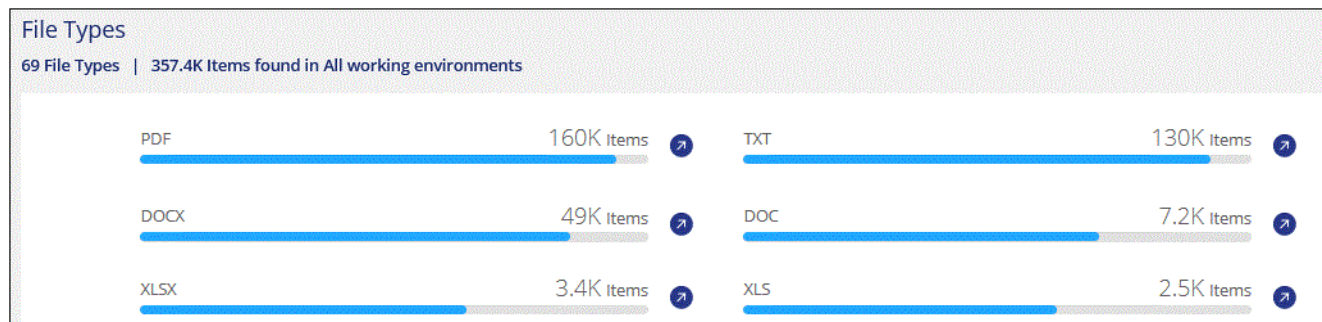 File Types
69 File Types | 357.4K Items found in All working environments
PDF 160K Items TXT 130K Items
DOCX 49K Items DOC 7.2K Items
XLSX 3.4K Items XLS 2.5K Items